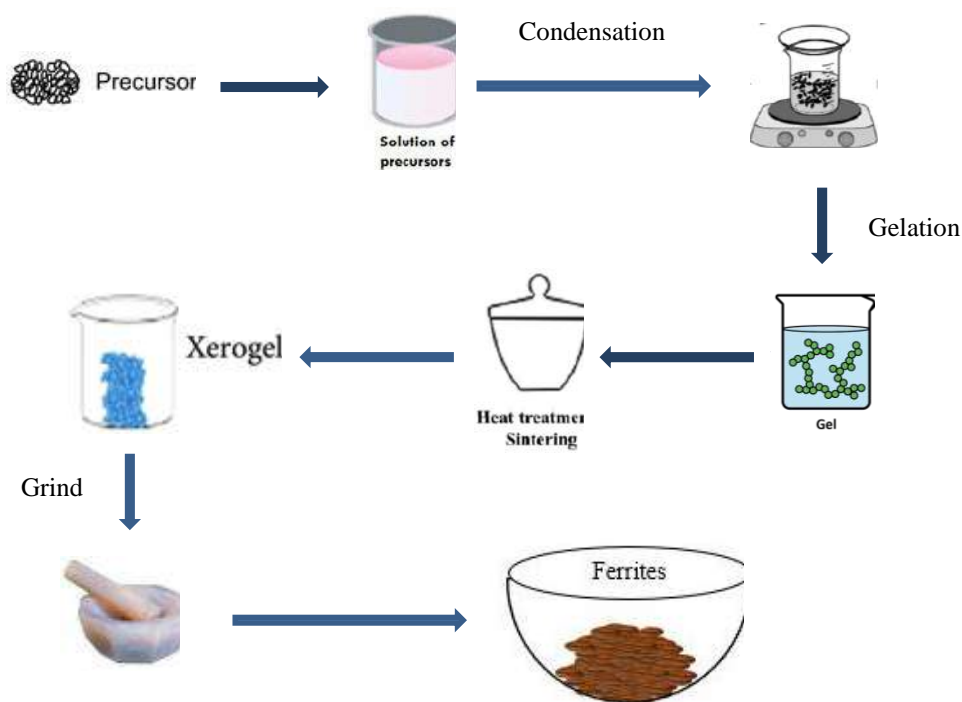 Precursor
Solution of
precursors
Condensation
Gelation
Gel
Heat treatmen
Sintering
Xerogel
Grind
Ferrites